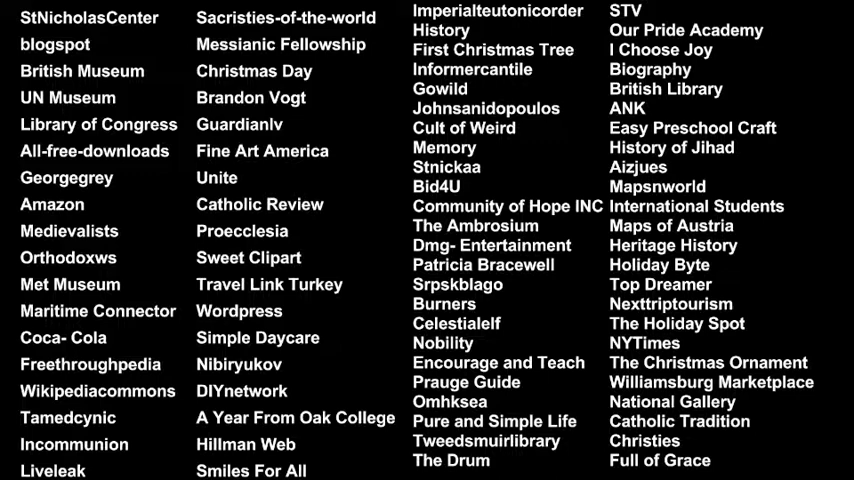 StNicholasCenter
blogspot
British Museum
UN Museum
Library of Congress
All-free-downloads
Georgegrey
Amazon
Medievalists
Orthodoxws
Met Museum
Maritime Connector
Coca- Cola
Freethroughpedia
Wikipediacommons
Tamedcynic
Incommunion
Liveleak
Sacristies-of-the-world
Messianic Fellowship
Christmas Day
Brandon Vogt
Guardianlv
Fine Art America
Unite
Catholic Review
Proecclesia
Sweet Clipart
Travel Link Turkey
Wordpress
Simple Daycare
Nibiryukov
DIYnetwork
A Year From Oak College
Hillman Web
Smiles For All
Imperialteutonicorder
History
First Christmas Tree
Informercantile
Gowild
Johnsanidopoulos
Cult of Weird
Memory
Stnickaa
Bid4U
Community of Hope INC
The Ambrosium
Dmg- Entertainment
Patricia Bracewell
Srpskblago
Burners
Celestialelf
Nobility
Encourage and Teach
Prauge Guide
Omhksea
Pure and Simple Life
Tweedsmuirlibrary
The Drum
STV
Our Pride Academy
I Choose Joy
Biography
British Library
ANK
Easy Preschool Craft
History of Jihad
Aizjues
Mapsnworld
International Students
Maps of Austria
Heritage History
Holiday Byte
Top Dreamer
Nexttriptourism
The Holiday Spot
NYTimes
The Christmas Ornament
Williamsburg Marketplace
National Gallery
Catholic Tradition
Christies
Full of Grace